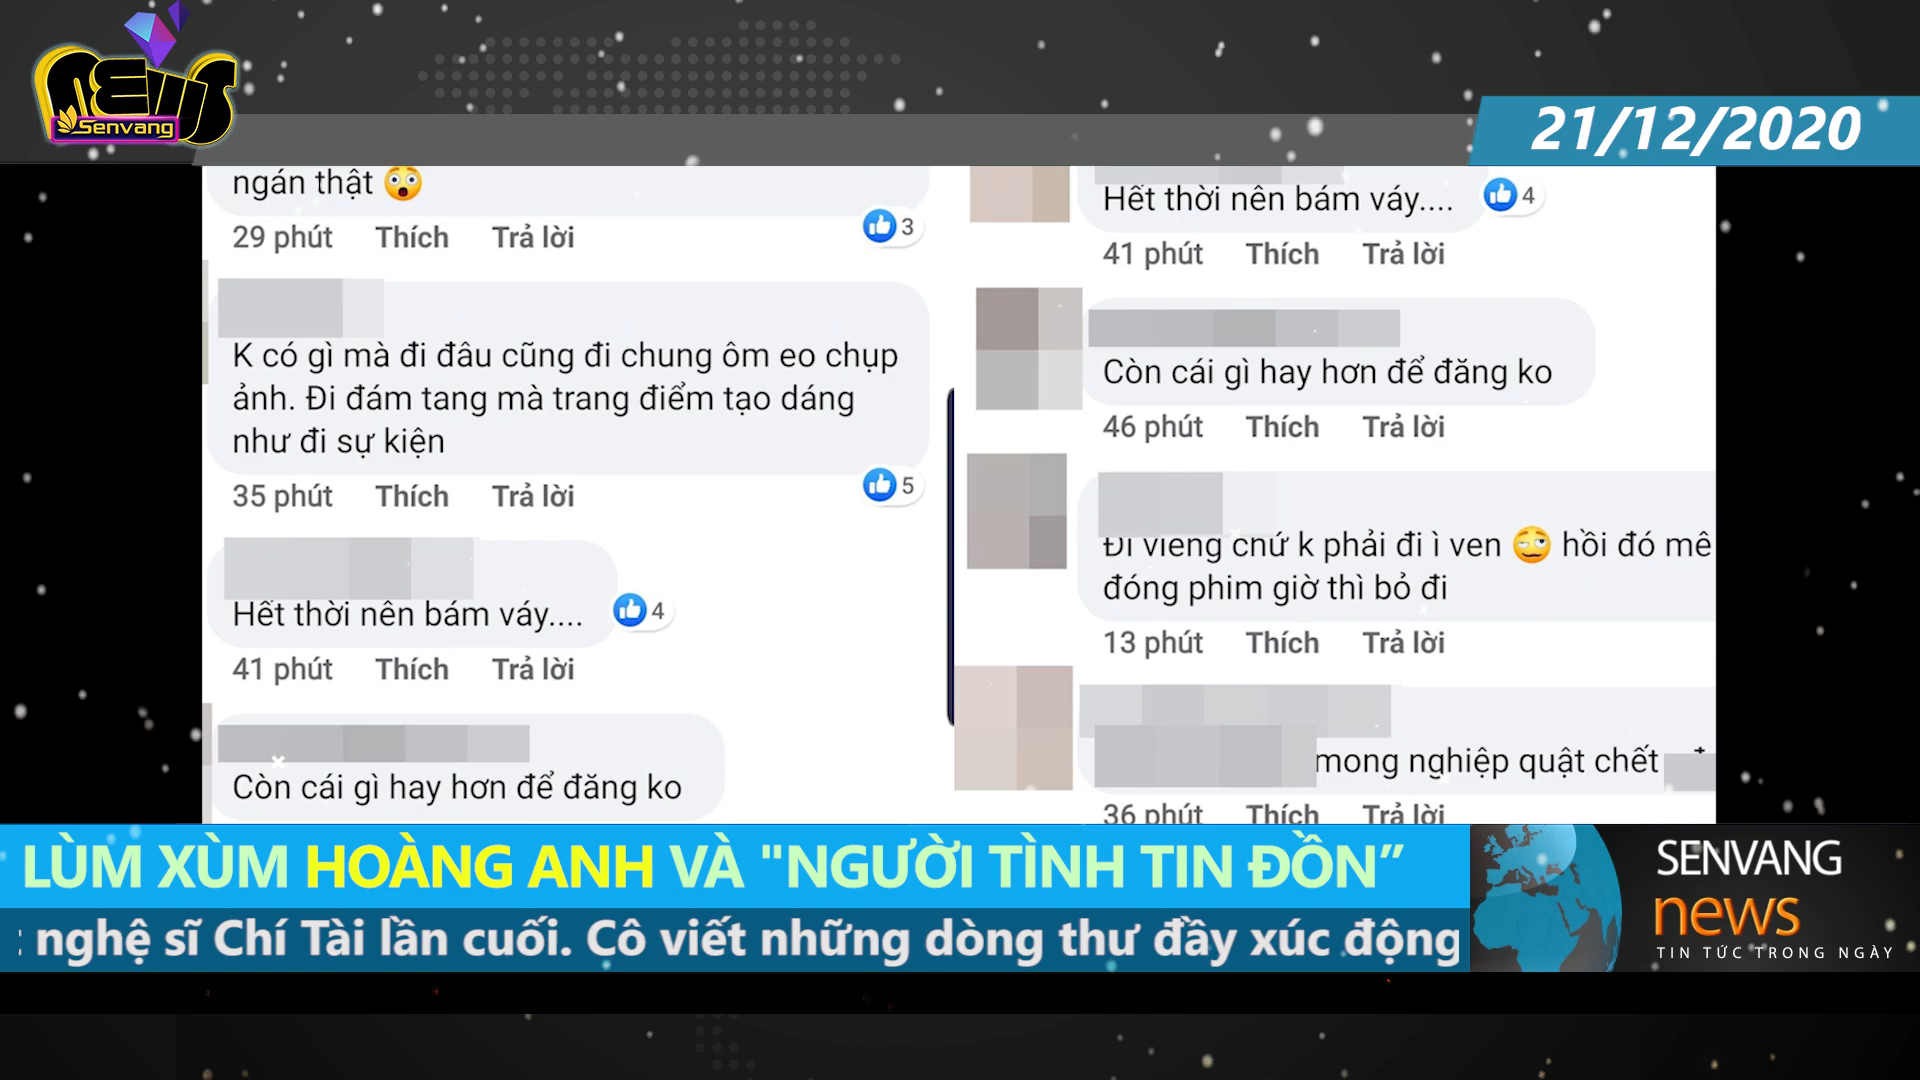 NEWS
Senvang
21/12/2020
ngán thật
29 phút Thích Trả lời
3
K có gì mà đi đâu cũng đi chung ôm eo chụp
ảnh. Đi đám tang mà trang điểm tạo dáng
như đi sự kiện
35 phút Thích Trả lời
5
Hết thời nên bám váy....
4
41 phút Thích Trả lời
Còn cái gì hay hơn để đăng ko
Hết thời nên bám váy....
4
41 phút Thích Trả lời
Còn cái gì hay hơn để đăng ko
46 phút Thích Trả lời
Đi viếng chứ k phải đi ì ven hồi đó mê
đóng phim giờ thì bỏ đi
13 phút Thích Trả lời
mong nghiệp quật chết
36 phút Thích Trả lời
LÙM XÙM HOÀNG ANH VÀ "NGƯỜI TÌNH TIN ĐỒN”
nghệ sĩ Chí Tài lần cuối. Cô viết những dòng thư đầy xúc động
SENVANG
news
TIN TỨC TRONG NGÀY